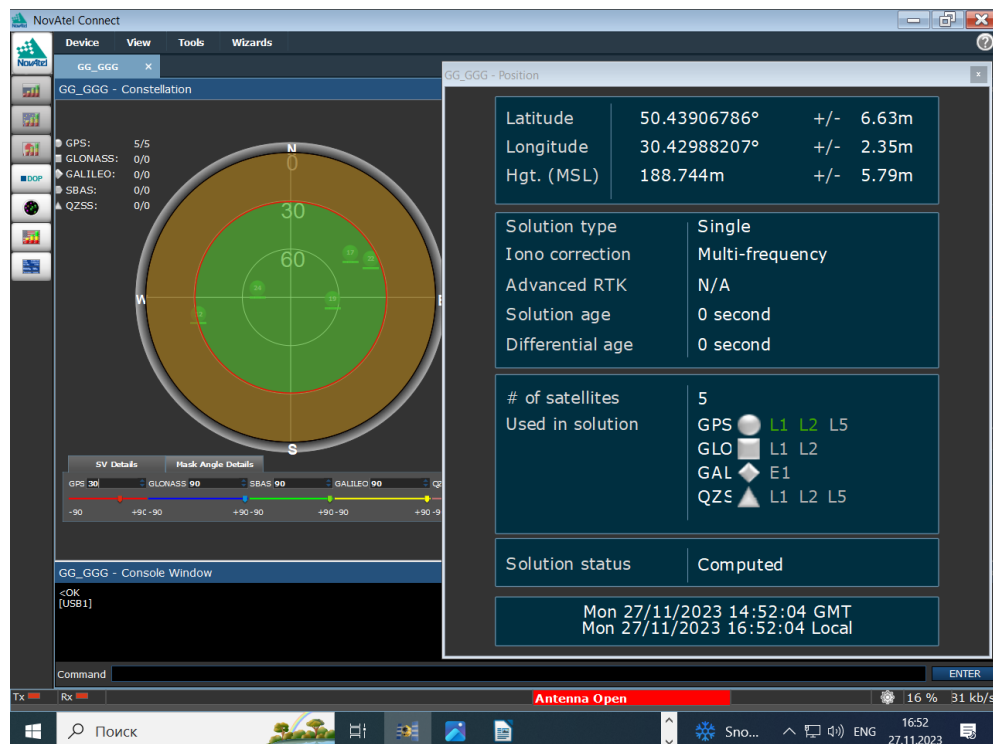 NovAtel Connect
Device View Tools Wizards
NovAtel
GG_GGG ×
GG_GGG - Constellation
GPS: 5/5
GLONASS: 0/0
GALILEO: 0/0
SBAS: 0/0
QZSS: 0/0
DOP
N
0
30
60
W
S
17
24
SV Details Mask Angle Details
GPS 30 GLONASS 90 SBAS 90 GALILEO 90
-90 +90 -90 +90 -90 +90 -90 +90 -9
GG_GGG - Position
Latitude 50.43906786° +/- 6.63m
Longitude 30.42988207° +/- 2.35m
Hgt. (MSL) 188.744m +/- 5.79m
Solution type Single
Iono correction Multi-frequency
Advanced RTK N/A
Solution age 0 second
Differential age 0 second
# of satellites 5
Used in solution GPS L1 L2 L5
GLO L1 L2
GAL E1
QZS L1 L2 L5
Solution status Computed
Mon 27/11/2023 14:52:04 GMT
Mon 27/11/2023 16:52:04 Local
GG_GGG - Console Window
<OK
[USB1]
Command ENTER
Tx Rx Antenna Open 16 % 31 kb/s
Поиск Sno... ENG 16:52
27.11.2023